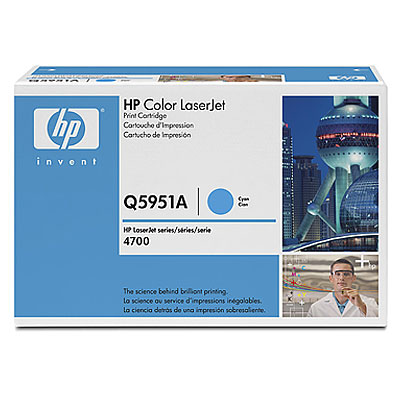 hp
invent
HP Color LaserJet
Print Cartridge
Cartouche d'impression
Cartucho de Impresión
Q5951A
Cyan
Cian
HP LaserJet series/séries/serie
4700
The science behind brilliant printing.
La science au service d'impressions inégalables.
La ciencia detrás de una impresión sobresaliente.
+hp